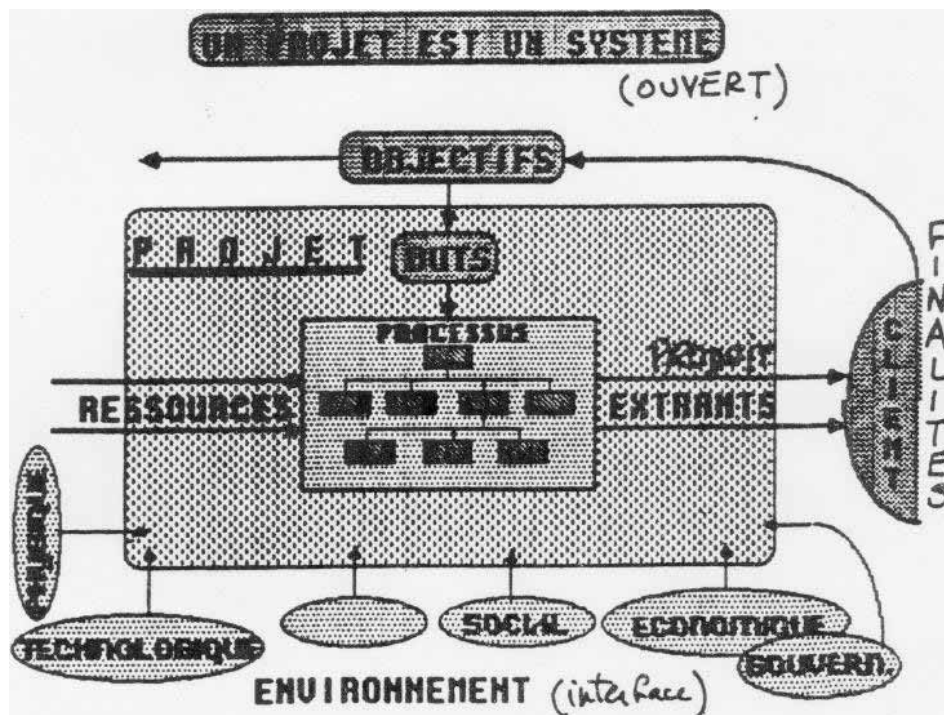 UN PROJET EST UN SYSTEME
(OUVERT)
OBJECTIFS
PROJET
BUTS
PROCESSUS
RESSOURCES
EXTRANTS
CLIENT
FINALITES
PHYSIQUE
TECHNOLOGIQUE
SOCIAL
ECONOMIQUE
GOUVERN.
ENVIRONNEMENT (interface)